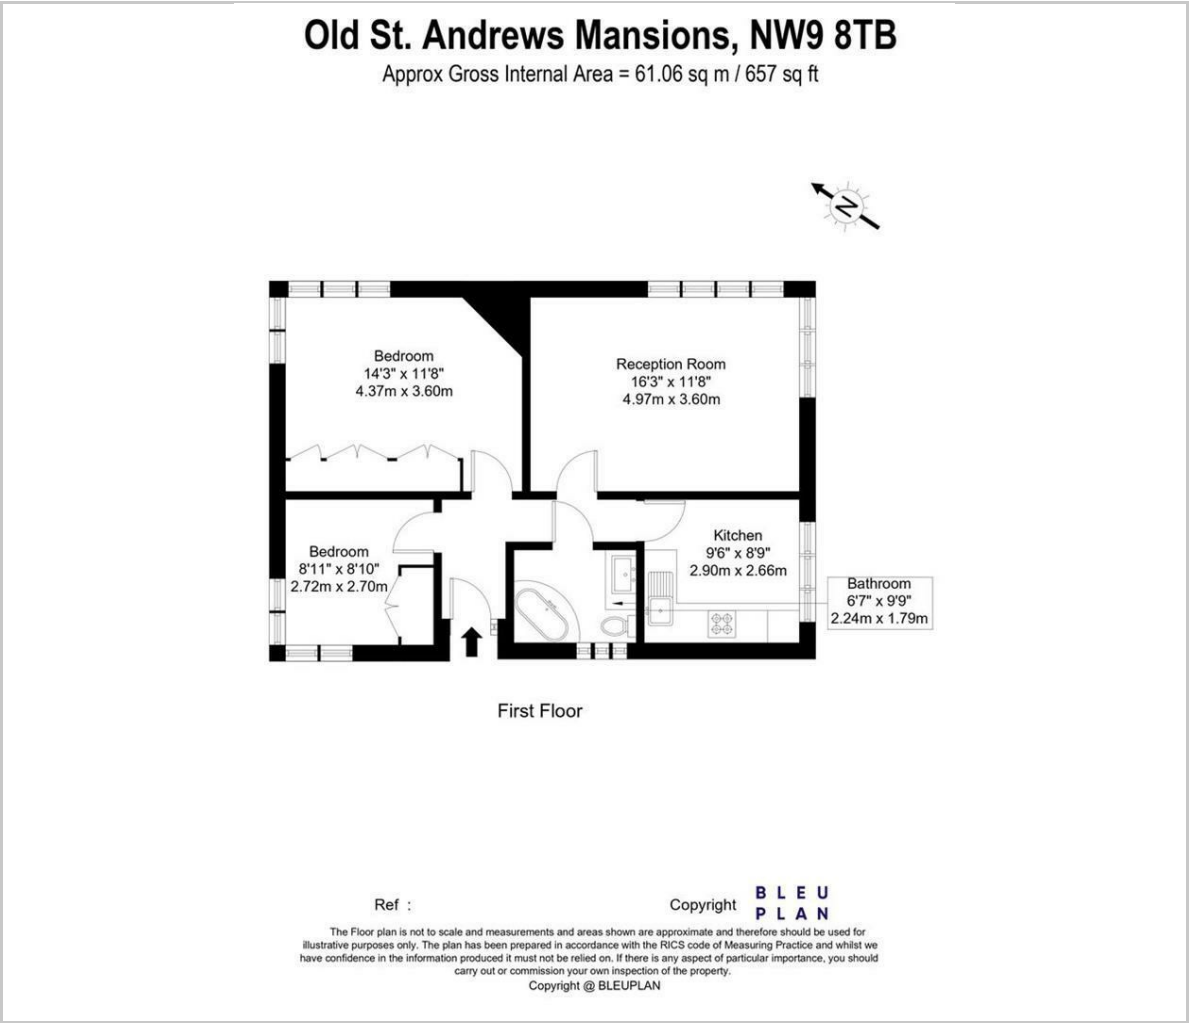 Old St. Andrews Mansions, NW9 8TB
Approx Gross Internal Area = 61.06 sq m / 657 sq ft
N
Bedroom
14'3" x 11'8"
4.37m x 3.60m
Reception Room
16'3" x 11'8"
4.97m x 3.60m
Bedroom
8'11" x 8'10"
2.72m x 2.70m
Kitchen
9'6" x 8'9"
2.90m x 2.66m
Bathroom
6'7" x 9'9"
2.24m x 1.79m
First Floor
Ref :
Copyright
BLEU
PLAN
The Floor plan is not to scale and measurements and areas shown are approximate and therefore should be used for
illustrative purposes only. The plan has been prepared in accordance with the RICS code of Measuring Practice and whilst we
have confidence in the information produced it must not be relied on. If there is any aspect of particular importance, you should
carry out or commission your own inspection of the property.
Copyright @ BLEUPLAN